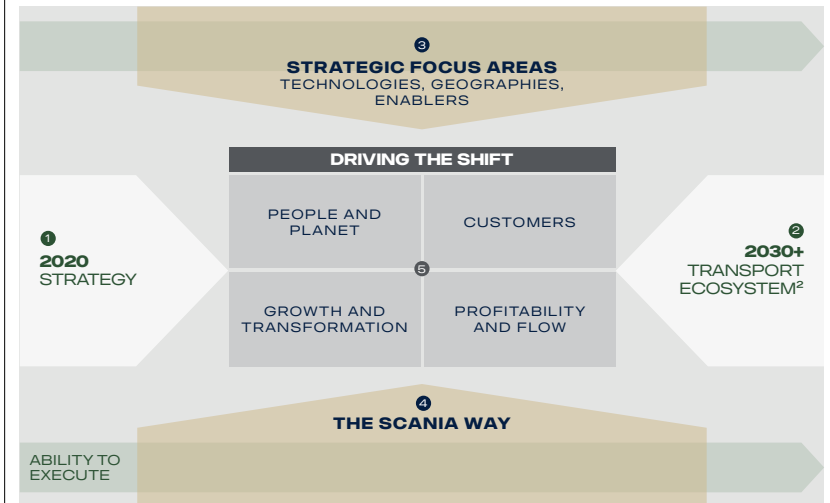 3
STRATEGIC FOCUS AREAS
TECHNOLOGIES, GEOGRAPHIES,
ENABLERS
DRIVING THE SHIFT
PEOPLE AND
PLANET
CUSTOMERS
1
2020
STRATEGY
2
2030+
TRANSPORT
ECOSYSTEM²
5
GROWTH AND
TRANSFORMATION
PROFITABILITY
AND FLOW
4
THE SCANIA WAY
ABILITY TO
EXECUTE